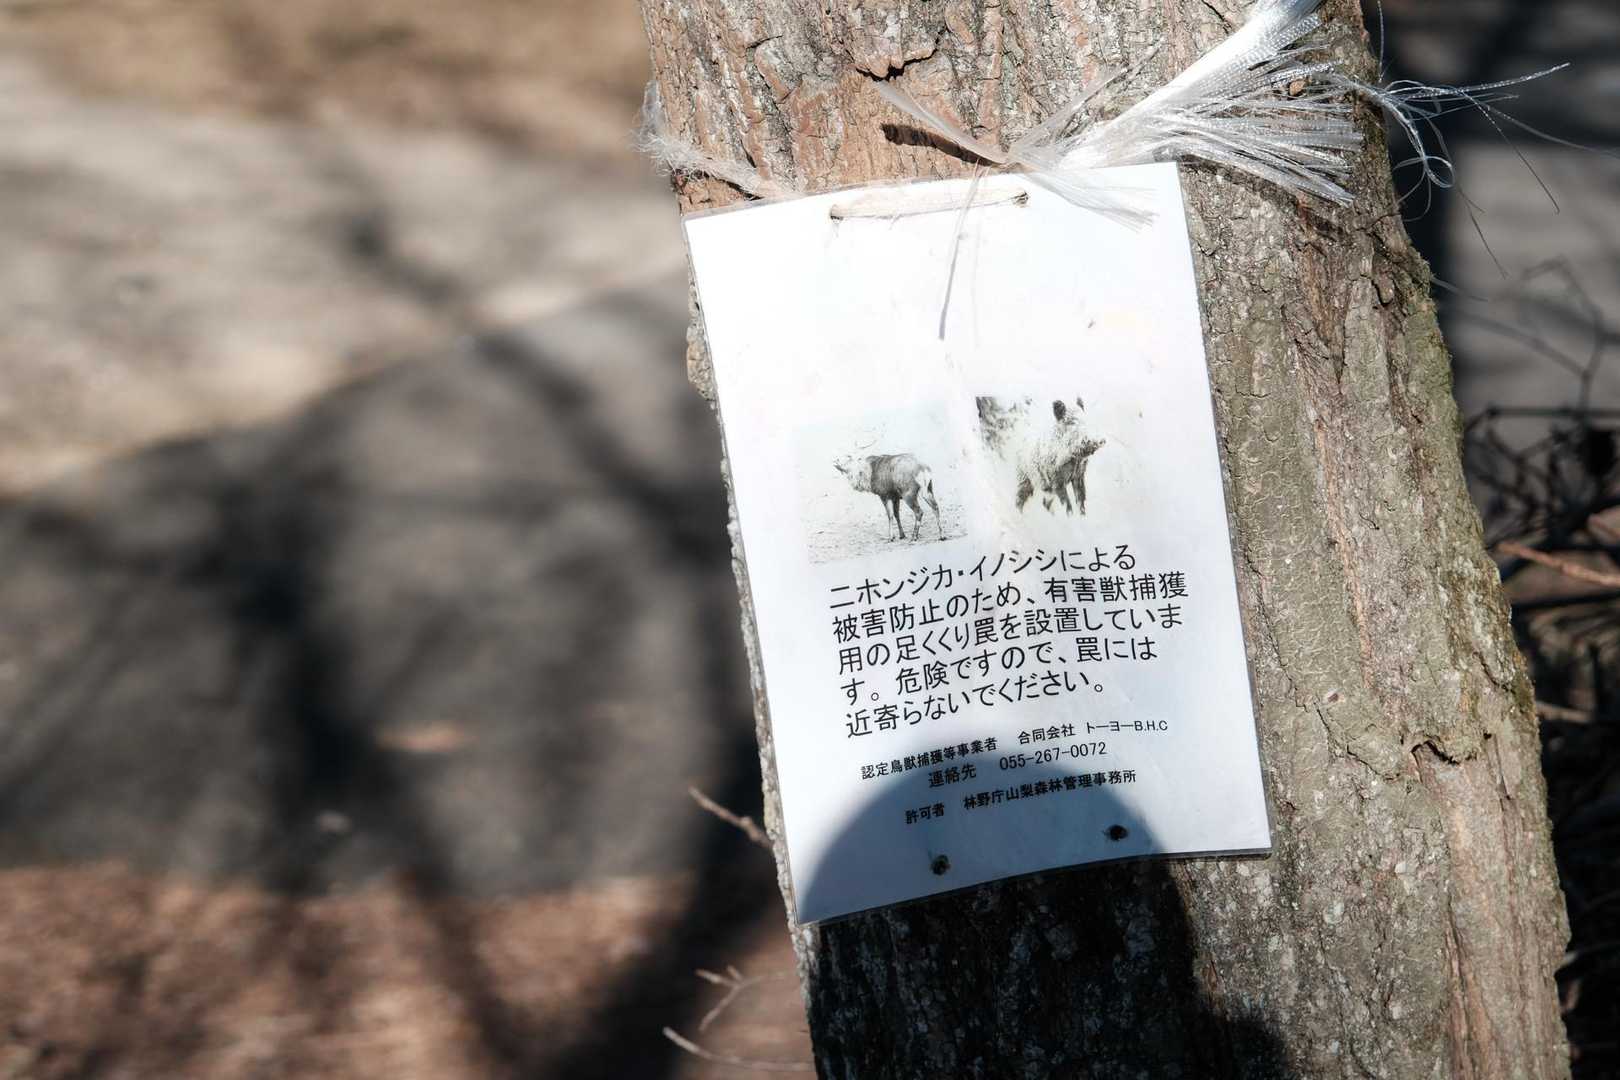 ニホンジカ・イノシシによる
被害防止のため、有害獣捕獲
用の足くくり罠を設置していま
す。危険ですので、罠には
近寄らないでください。
認定鳥獣捕獲等事業者　合同会社 トーヨーB.H.C
連絡先　055-267-0072
許可者　林野庁山梨森林管理事務所